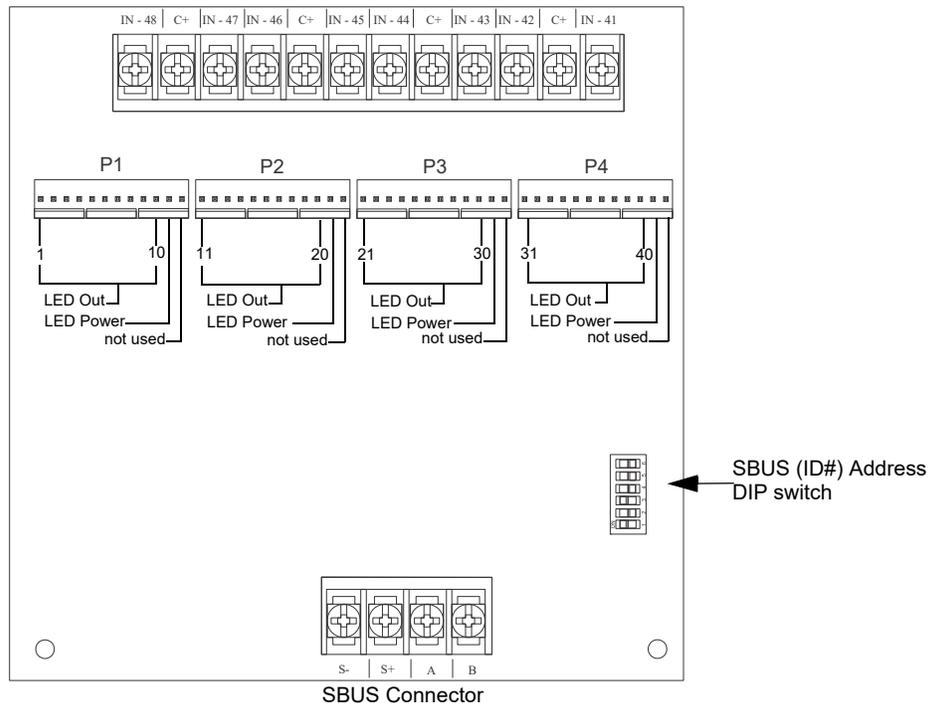 IN - 48 C+ IN - 47 IN - 46 C+ IN - 45 IN - 44 C+ IN - 43 IN - 42 C+ IN - 41
P1 P2 P3 P4
1 10 11 20 21 30 31 40
LED Out LED Out LED Out LED Out
LED Power LED Power LED Power LED Power
not used not used not used not used
SBUS (ID#) Address
DIP switch
S- S+ A B
SBUS Connector